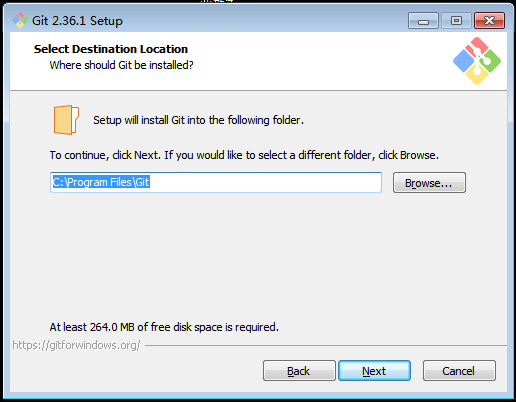 Git 2.36.1 Setup
Select Destination Location
Where should Git be installed?
Setup will install Git into the following folder.
To continue, click Next. If you would like to select a different folder, click Browse.
C:\Program Files\Git
Browse...
At least 264.0 MB of free disk space is required.
https://gitforwindows.org/
Back
Next
Cancel